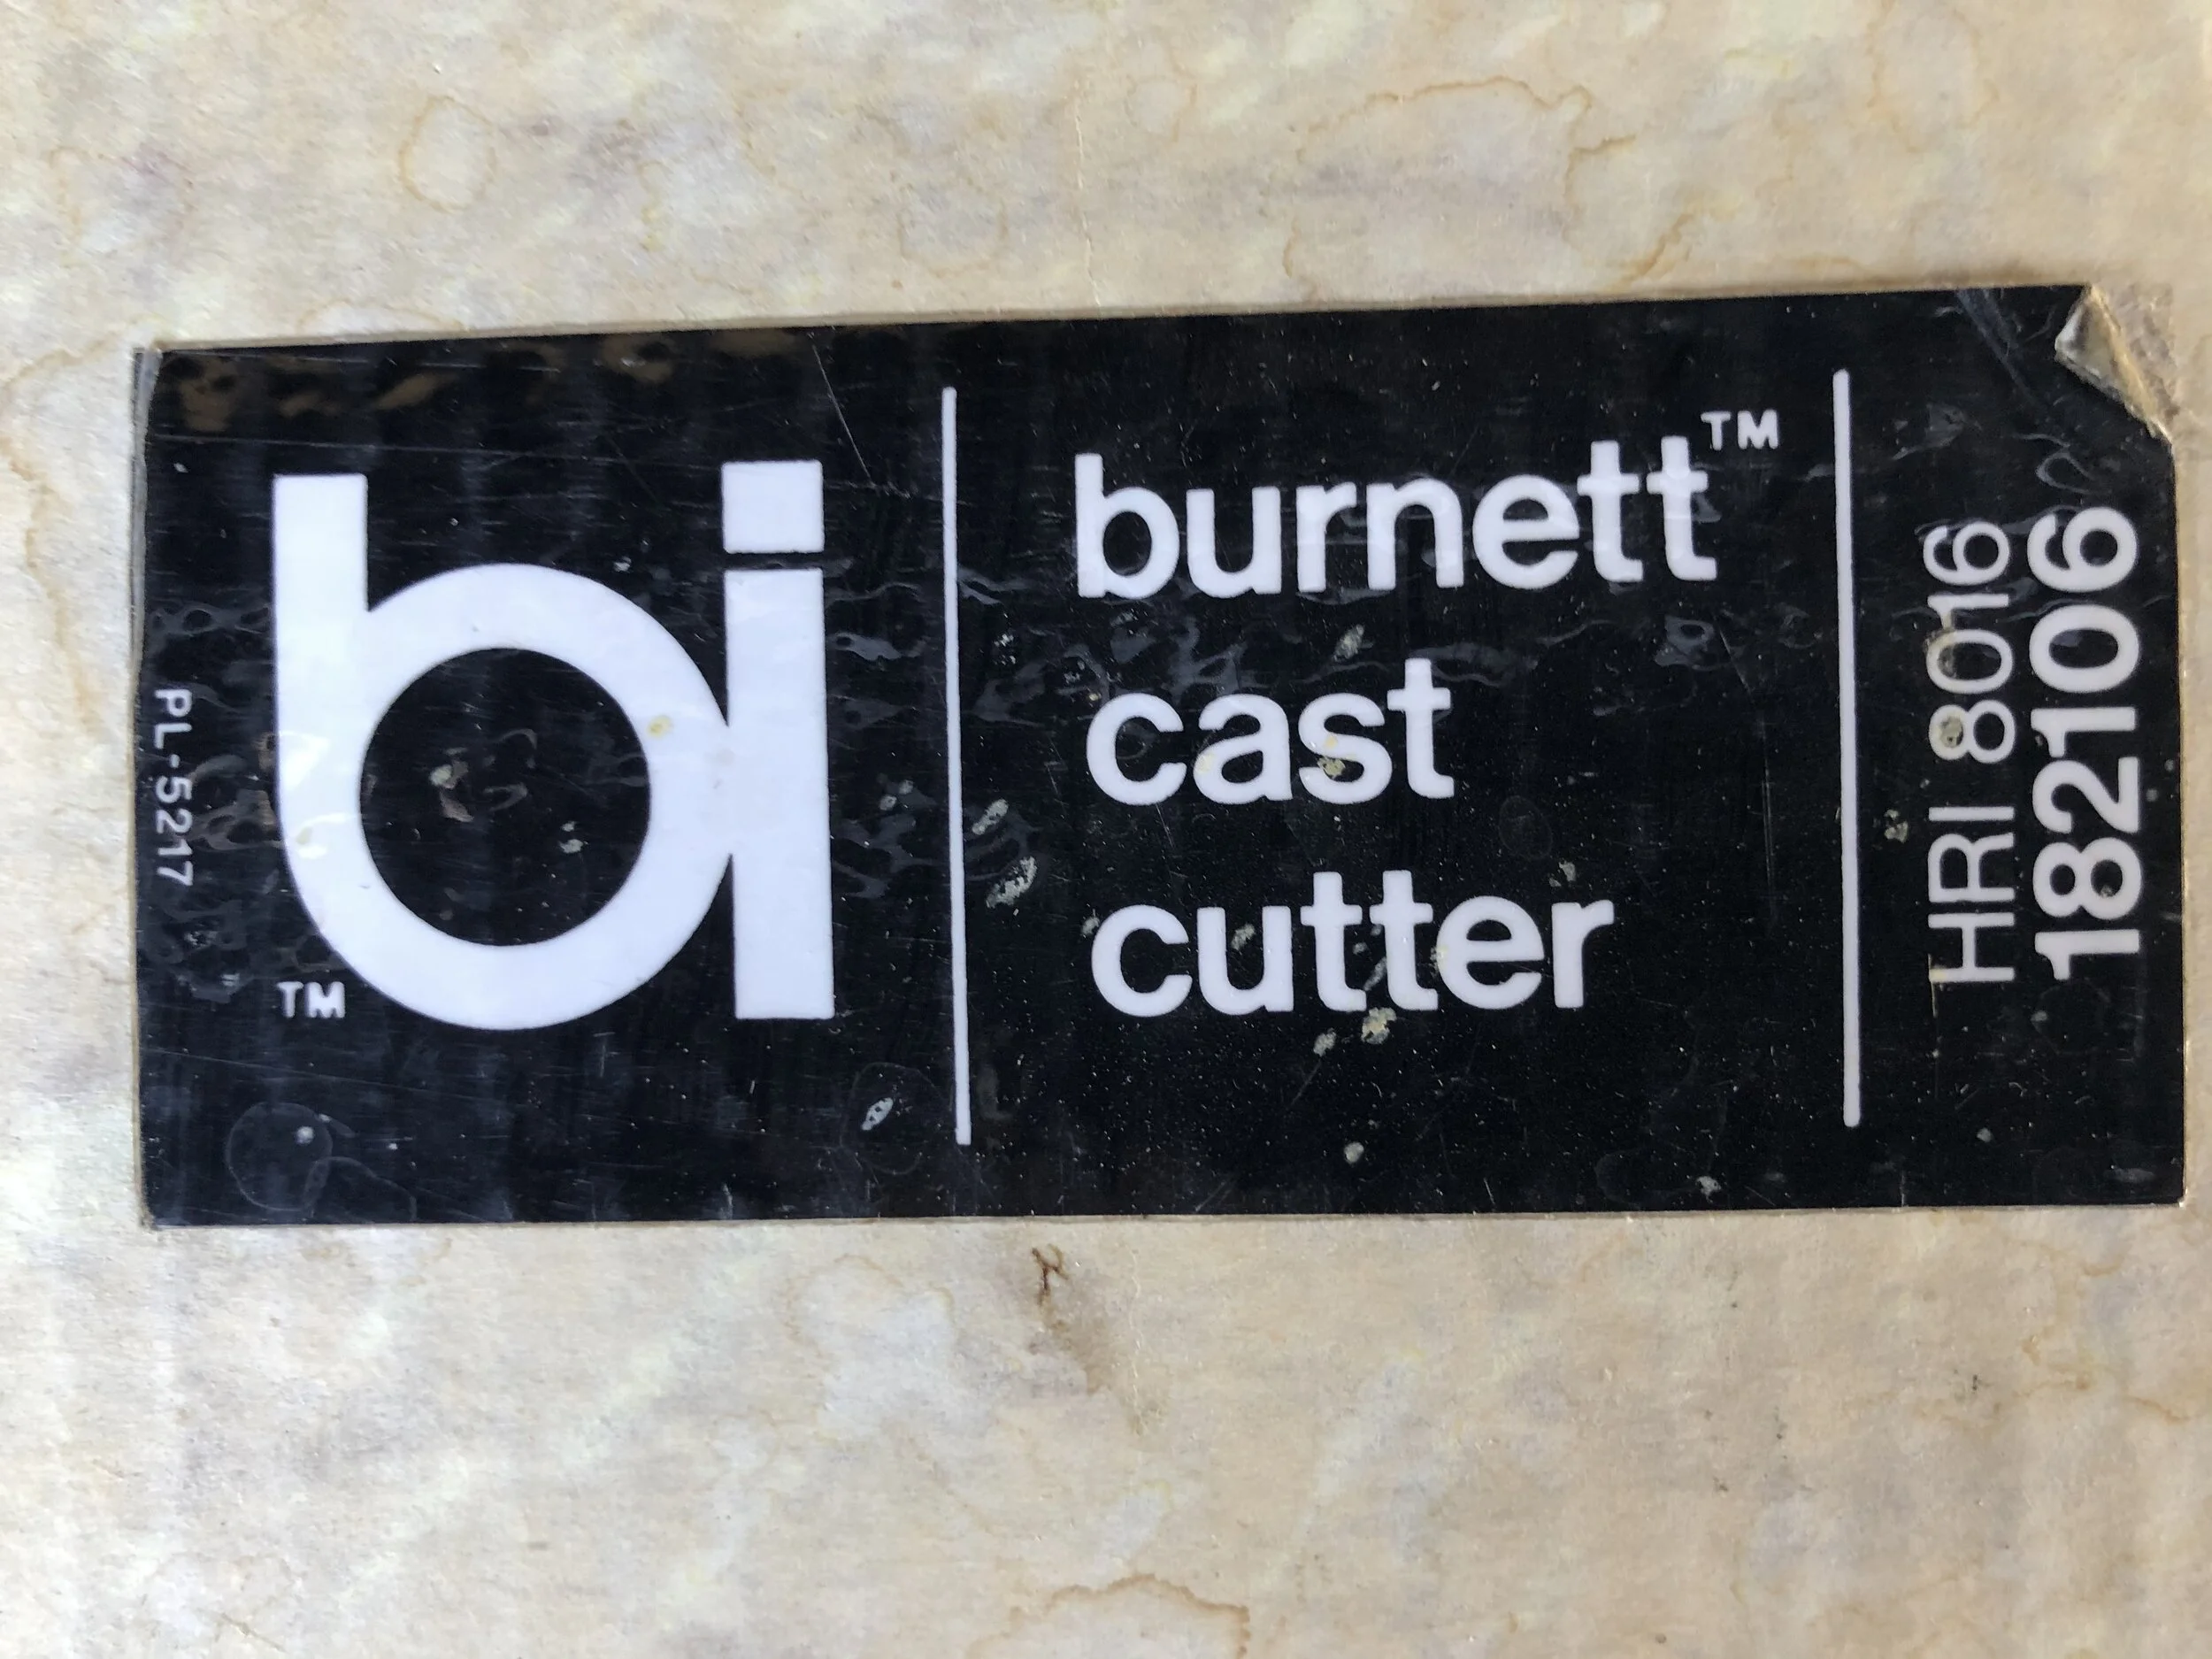 PL-5217
bi
TM
burnett™
cast
cutter
HRI 8016
182106